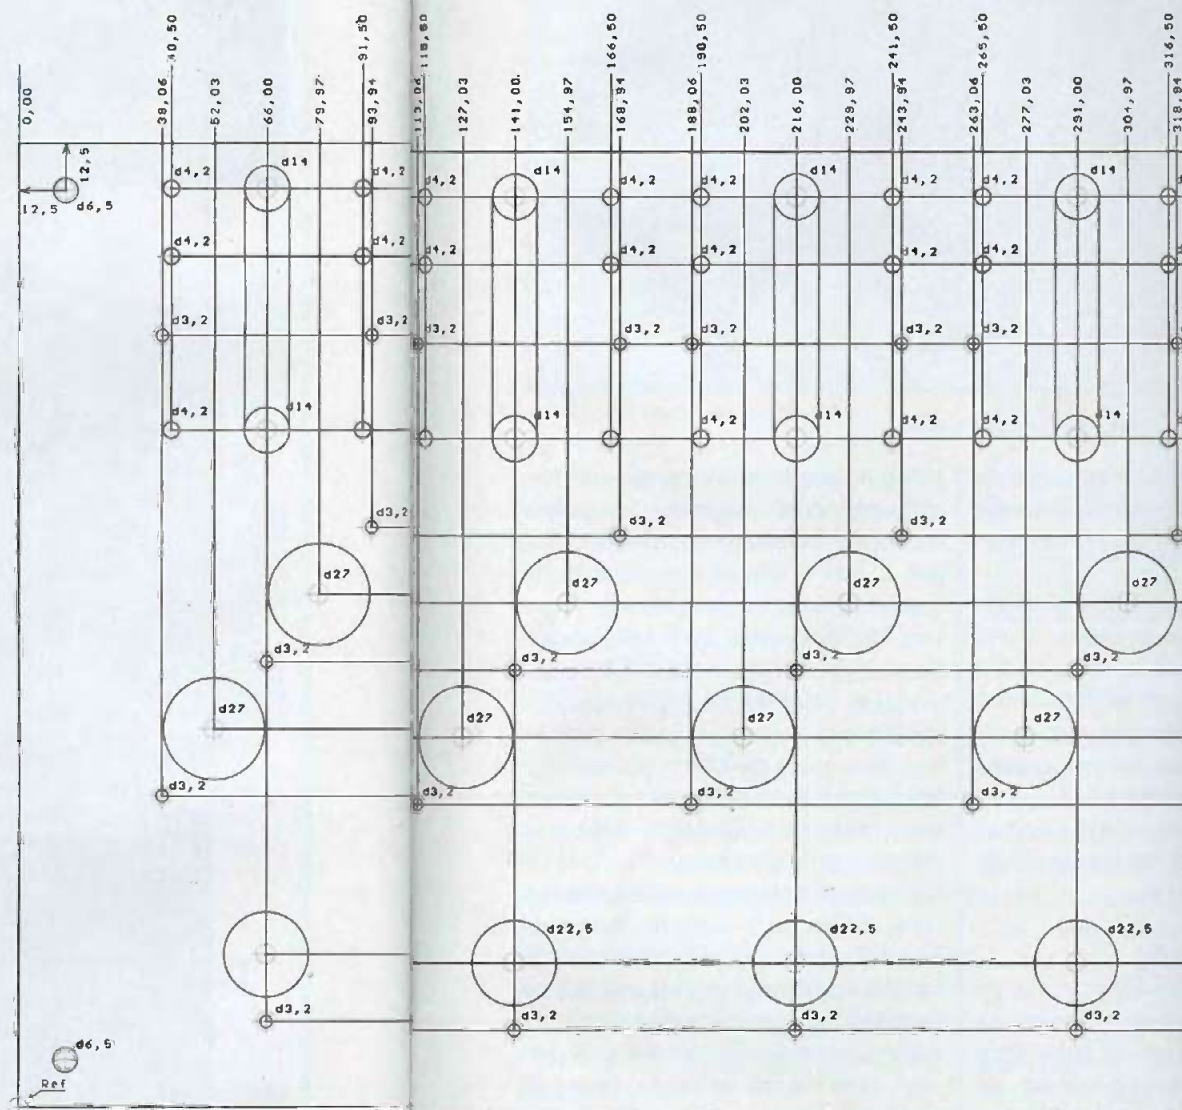 0,00
38,06
40,50
52,03
66,00
79,97
91,50
93,94
113,06
115,50
127,03
141,00
154,97
166,50
168,94
188,06
190,50
202,03
216,00
229,97
241,50
243,94
263,06
265,50
277,03
291,00
304,97
316,50
318,94
12,5
12,5
d6,5
d4,2
d14
d4,2
d4,2
d14
d4,2
d4,2
d14
d4,2
d4,2
d14
d4,2
d4,2
d4,2
d4,2
d4,2
d4,2
d4,2
d3,2
d3,2
d3,2
d3,2
d3,2
d3,2
d3,2
d4,2
d14
d14
d4,2
d14
d4,2
d4,2
d14
d3,2
d3,2
d3,2
d27
d27
d27
d27
d3,2
d3,2
d3,2
d3,2
d27
d27
d27
d27
d3,2
d3,2
d3,2
d3,2
d22,5
d22,5
d22,5
d3,2
d3,2
d3,2
d3,2
d6,5
Ref